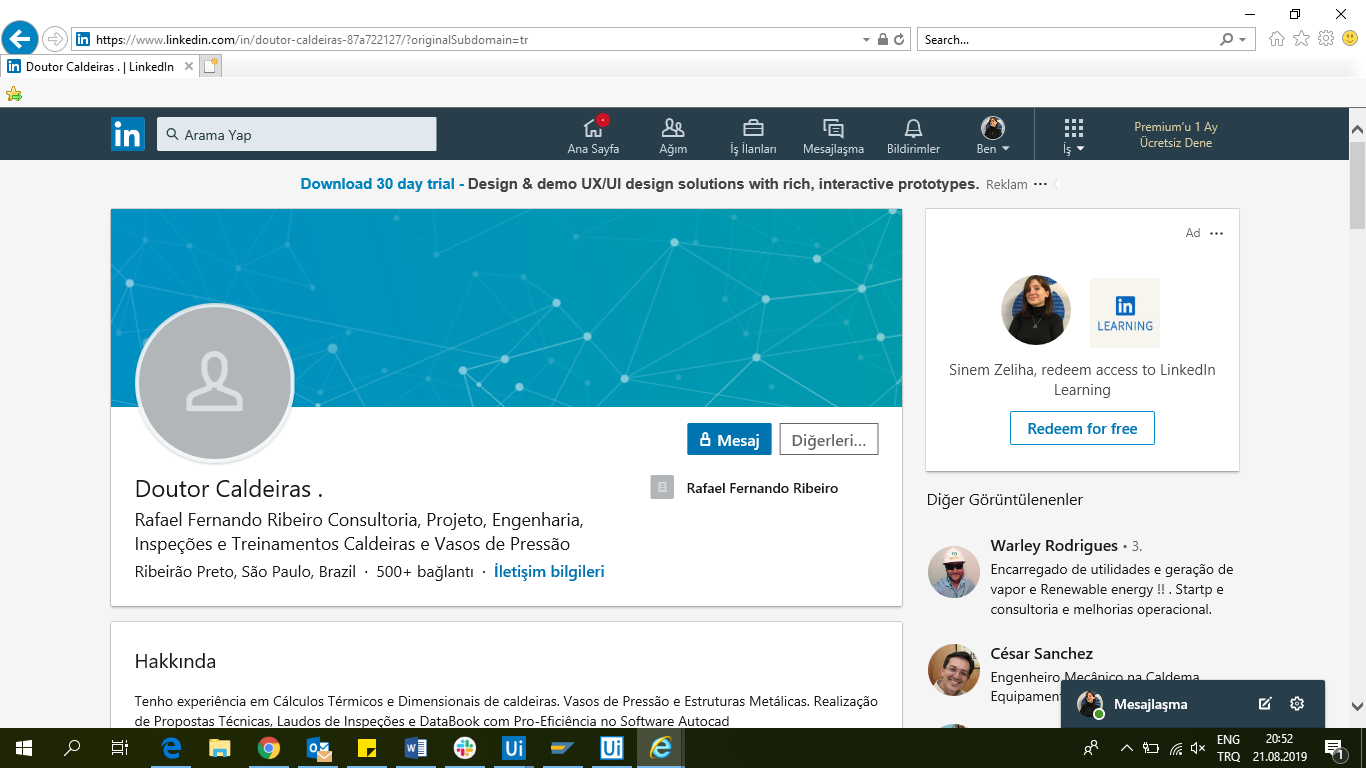 https://www.linkedin.com/in/doutor-caldeiras-87a722127/?originalSubdomain=tr
Search...
Doutor Caldeiras . | LinkedIn
in
Arama Yap
Ana Sayfa
Ağım
İş İlanları
Mesajlaşma
Bildirimler
Ben
İş
Premium'u 1 Ay
Ücretsiz Dene
Download 30 day trial - Design & demo UX/UI design solutions with rich, interactive prototypes. Reklam
Mesaj
Diğerleri...
Doutor Caldeiras .
Rafael Fernando Ribeiro
Rafael Fernando Ribeiro Consultoria, Projeto, Engenharia,
Inspeções e Treinamentos Caldeiras e Vasos de Pressão
Ribeirão Preto, São Paulo, Brazil · 500+ bağlantı · İletişim bilgileri
Hakkında
Tenho experiência em Cálculos Térmicos e Dimensionais de caldeiras. Vasos de Pressão e Estruturas Metálicas. Realização
de Propostas Técnicas, Laudos de Inspeções e DataBook com Pro-Eficiência no Software Autocad
Ad
in
LEARNING
Sinem Zeliha, redeem access to LinkedIn
Learning
Redeem for free
Diğer Görüntülenenler
Warley Rodrigues • 3.
Encarregado de utilidades e geração de
vapor e Renewable energy !! . Startp e
consultoria e melhorias operacional.
César Sanchez
Engenheiro Mecânico na Caldema
Mesajlaşma
Ui
Ui
ENG
TRQ
20:52
21.08.2019
1